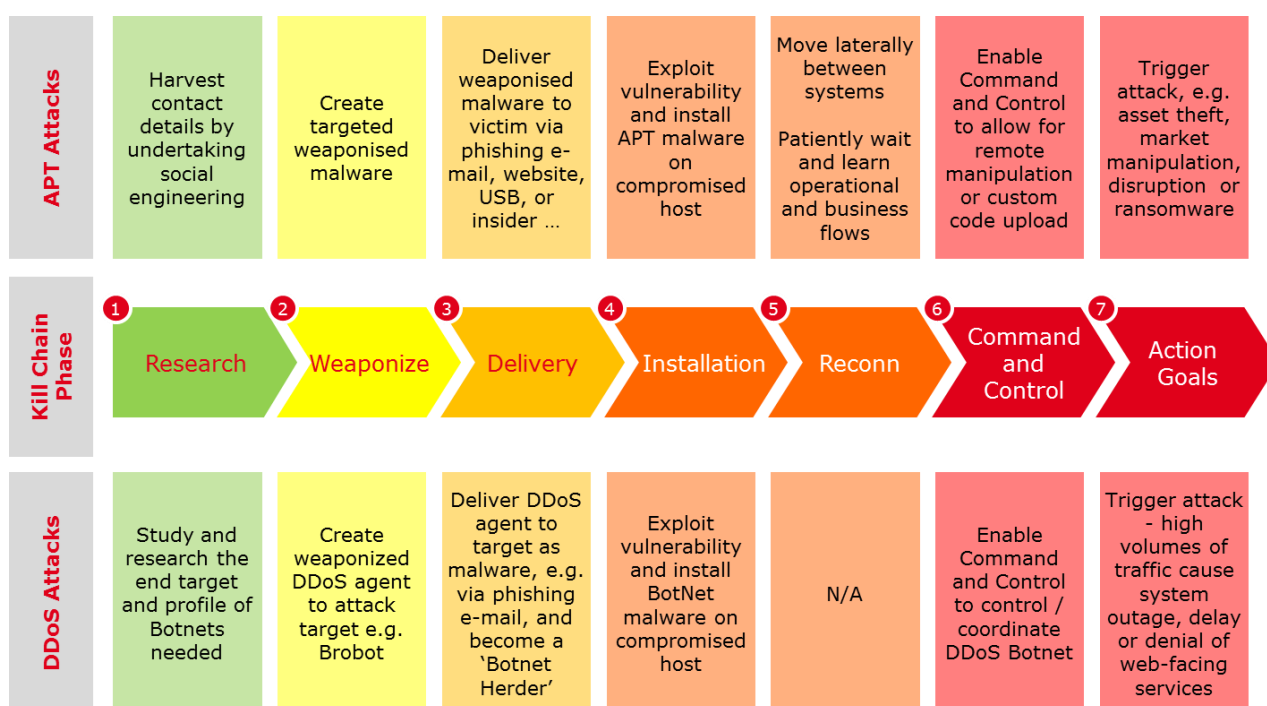 APT Attacks
Harvest
contact
details by
undertaking
social
engineering
Create
targeted
weaponised
malware
Deliver
weaponised
malware to
victim via
phishing e-
mail, website,
USB, or
insider …
Exploit
vulnerability
and install
APT malware
on
compromised
host
Move laterally
between
systems
Patiently wait
and learn
operational
and business
flows
Enable
Command
and Control
to allow for
remote
manipulation
or custom
code upload
Trigger
attack, e.g.
asset theft,
market
manipulation,
disruption or
ransomware
Kill Chain
Phase
1
Research
2
Weaponize
3
Delivery
4
Installation
5
Reconn
6
Command
and
Control
7
Action
Goals
DDoS Attacks
Study and
research the
end target
and profile of
Botnets
needed
Create
weaponized
DDoS agent
to attack
target e.g.
Brobot
Deliver DDoS
agent to
target as
malware, e.g.
via phishing
e-mail, and
become a
‘Botnet
Herder’
Exploit
vulnerability
and install
BotNet
malware on
compromised
host
N/A
Enable
Command
and Control
to control /
coordinate
DDoS Botnet
Trigger attack
- high
volumes of
traffic cause
system
outage, delay
or denial of
web-facing
services